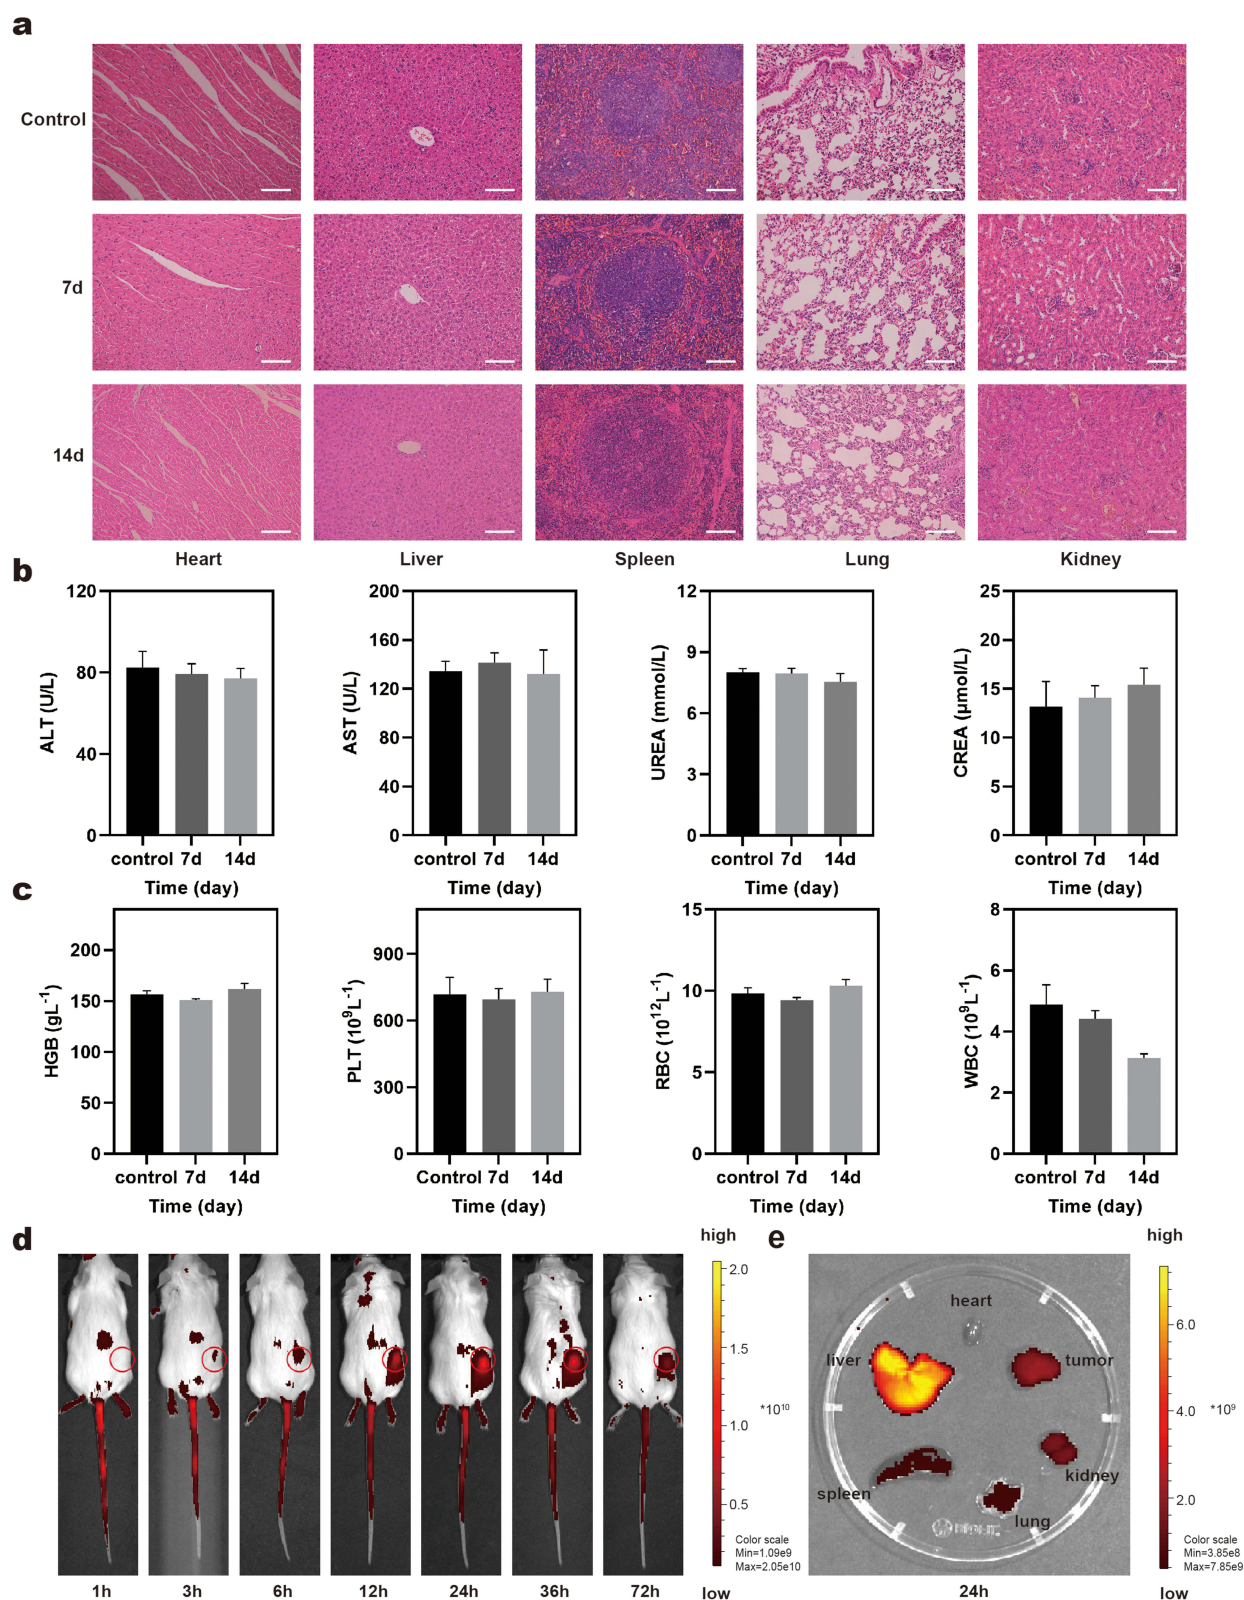 a
Control
7d
14d
Heart Liver Spleen Lung Kidney
b
120
80
40
0
ALT (U/L)
control 7d 14d
Time (day)
200
160
120
80
40
0
AST (U/L)
control 7d 14d
Time (day)
12
9
6
3
0
UREA (mmol/L)
control 7d 14d
Time (day)
25
20
15
10
5
0
CREA (μmol/L)
control 7d 14d
Time (day)
c
200
150
100
50
0
HGB (gL⁻¹)
control 7d 14d
Time (day)
900
600
300
0
PLT (10⁹L⁻¹)
Control 7d 14d
Time (day)
15
10
5
0
RBC (10¹²L⁻¹)
control 7d 14d
Time (day)
8
6
4
2
0
WBC (10⁹L⁻¹)
control 7d 14d
Time (day)
d
high
2.0
1.5
*10¹⁰
1.0
0.5
Color scale
Min=1.09e9
Max=2.05e10
low
1h 3h 6h 12h 24h 36h 72h
e
high
heart
liver
tumor
kidney
spleen
lung
6.0
4.0
*10⁹
2.0
Color scale
Min=3.85e8
Max=7.85e9
low
24h